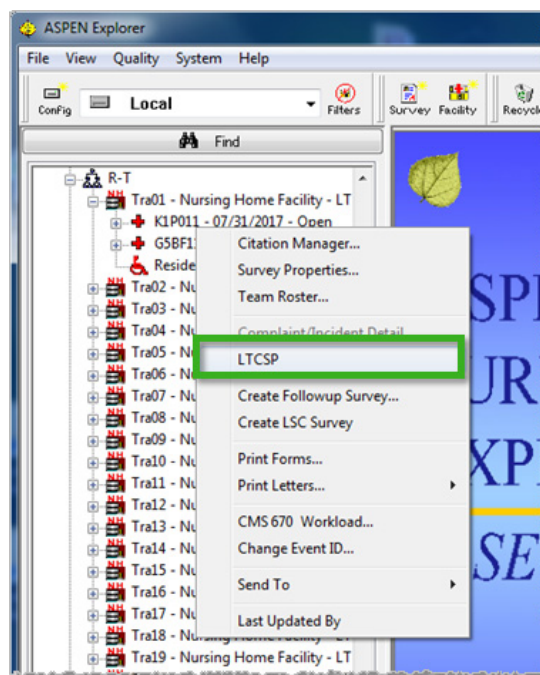 ASPEN Explorer
File View Quality System Help
Config Local Filters Survey Facility Recycl
Find
R-T
Tra01 - Nursing Home Facility - LT
K1P011 - 07/31/2017 - Open
G5BF1
Reside
Tra02 - Nu
Tra03 - Nu
Tra04 - Nu
Tra05 - Nu
Tra06 - Nu
Tra07 - Nu
Tra08 - Nu
Tra09 - Nu
Tra10 - Nu
Tra11 - Nu
Tra12 - Nu
Tra13 - Nu
Tra14 - Nu
Tra15 - Nu
Tra16 - Nu
Tra17 - Nu
Tra18 - Nursing Home Facility - LT
Tra19 - Nursing Home Facility - LT
Citation Manager...
Survey Properties...
Team Roster...
Complaint/Incident Detail
LTCSP
Create Followup Survey...
Create LSC Survey
Print Forms...
Print Letters...
CMS 670 Workload...
Change Event ID...
Send To
Last Updated By
SPE
UR
XP
SE